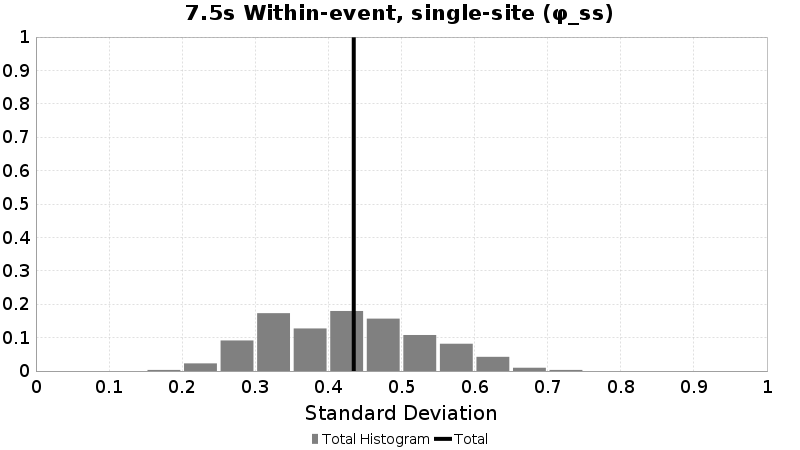 7.5s Within-event, single-site (φ_ss)
1
0.9
0.8
0.7
0.6
0.5
0.4
0.3
0.2
0.1
0
0 0.1 0.2 0.3 0.4 0.5 0.6 0.7 0.8 0.9 1
Standard Deviation
Total Histogram Total